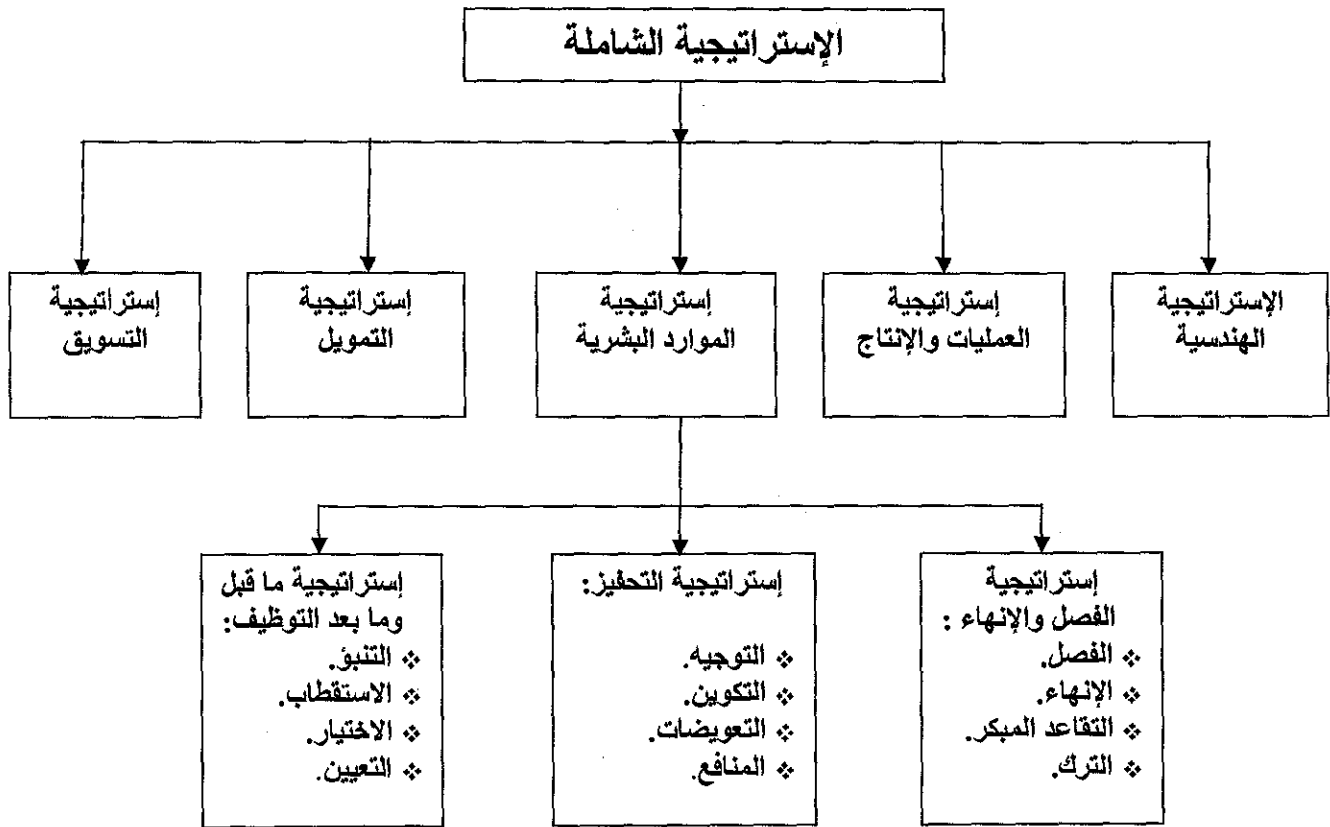 الإستراتيجية الشاملة
الإستراتيجية
الهندسية
إستراتيجية
العمليات والإنتاج
إستراتيجية
الموارد البشرية
إستراتيجية
التمويل
إستراتيجية
التسويق
إستراتيجية
الفصل والإنهاء :
❖ الفصل.
❖ الإنهاء.
❖ التقاعد المبكر.
❖ الترك.
إستراتيجية التحفيز:
❖ التوجيه.
❖ التكوين.
❖ التعويضات.
❖ المنافع.
إستراتيجية ما قبل
وما بعد التوظيف:
❖ التنبؤ.
❖ الاستقطاب.
❖ الاختيار.
❖ التعيين.